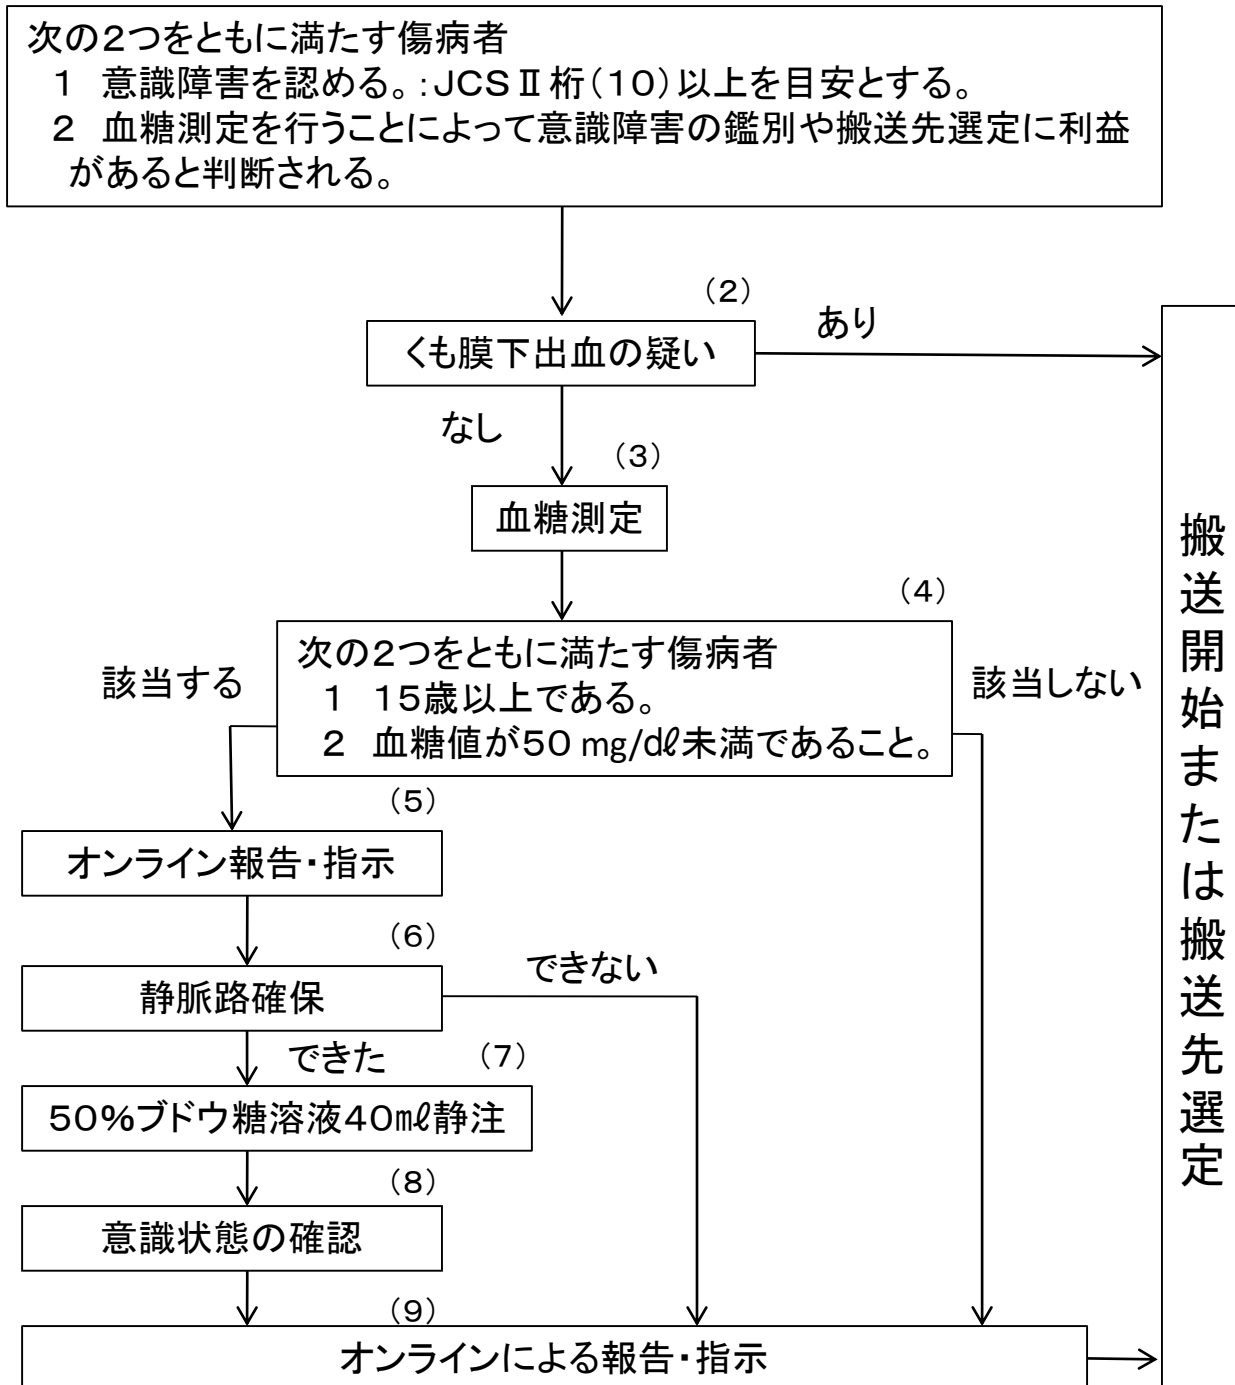 次の2つをともに満たす傷病者
1 意識障害を認める。:JCSⅡ桁(10)以上を目安とする。
2 血糖測定を行うことによって意識障害の鑑別や搬送先選定に利益
があると判断される。
(2)
くも膜下出血の疑い
あり
なし
(3)
血糖測定
(4)
次の2つをともに満たす傷病者
1 15歳以上である。
2 血糖値が50 mg/dℓ未満であること。
該当する
該当しない
(5)
オンライン報告・指示
(6)
静脈路確保
できない
できた
(7)
50%ブドウ糖溶液40mℓ静注
(8)
意識状態の確認
(9)
オンラインによる報告・指示
搬送開始または搬送先選定